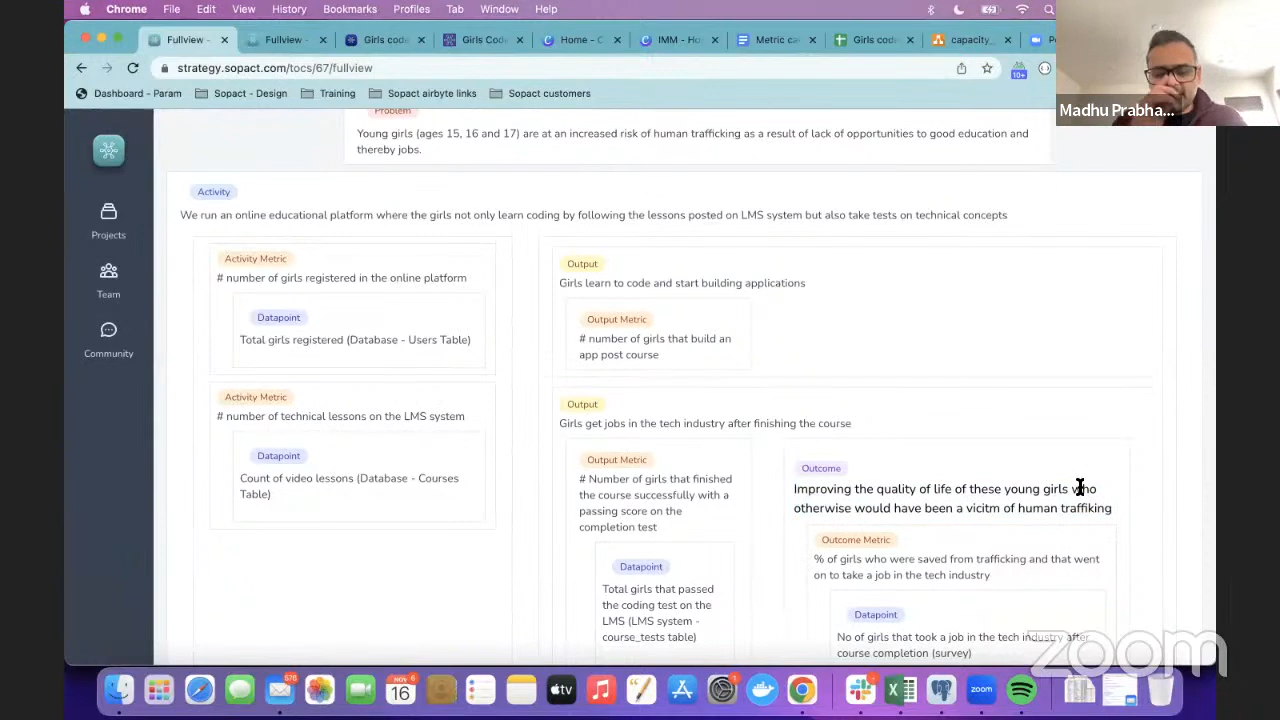 Chrome File Edit View History Bookmarks Profiles Tab Window Help
Fullview - Fullview - Girls code Girls Cod Home - C IMM - Ho Metric ca Girls cod capacity_ Pe
strategy.sopact.com/tocs/67/fullview
10+
Dashboard - Param Sopact - Design Training Sopact airbyte links Sopact customers
Madhu Prabha...
Problem
Young girls (ages 15, 16 and 17) are at an increased risk of human trafficking as a result of lack of opportunities to good education and
thereby jobs.
Projects
Team
Community
Activity
We run an online educational platform where the girls not only learn coding by following the lessons posted on LMS system but also take tests on technical concepts
Activity Metric
# number of girls registered in the online platform
Datapoint
Total girls registered (Database - Users Table)
Activity Metric
# number of technical lessons on the LMS system
Datapoint
Count of video lessons (Database - Courses
Table)
Output
Girls learn to code and start building applications
Output Metric
# number of girls that build an
app post course
Output
Girls get jobs in the tech industry after finishing the course
Output Metric
# Number of girls that finished
the course successfully with a
passing score on the
completion test
Datapoint
Total girls that passed
the coding test on the
LMS (LMS system -
course_tests table)
Outcome
Improving the quality of life of these young girls who
otherwise would have been a vicitm of human traffiking
Outcome Metric
% of girls who were saved from trafficking and that went
on to take a job in the tech industry
Datapoint
No of girls that took a job in the tech industry after
course completion (survey)
zoom
576
NOV 6
16
tv
1
zoom